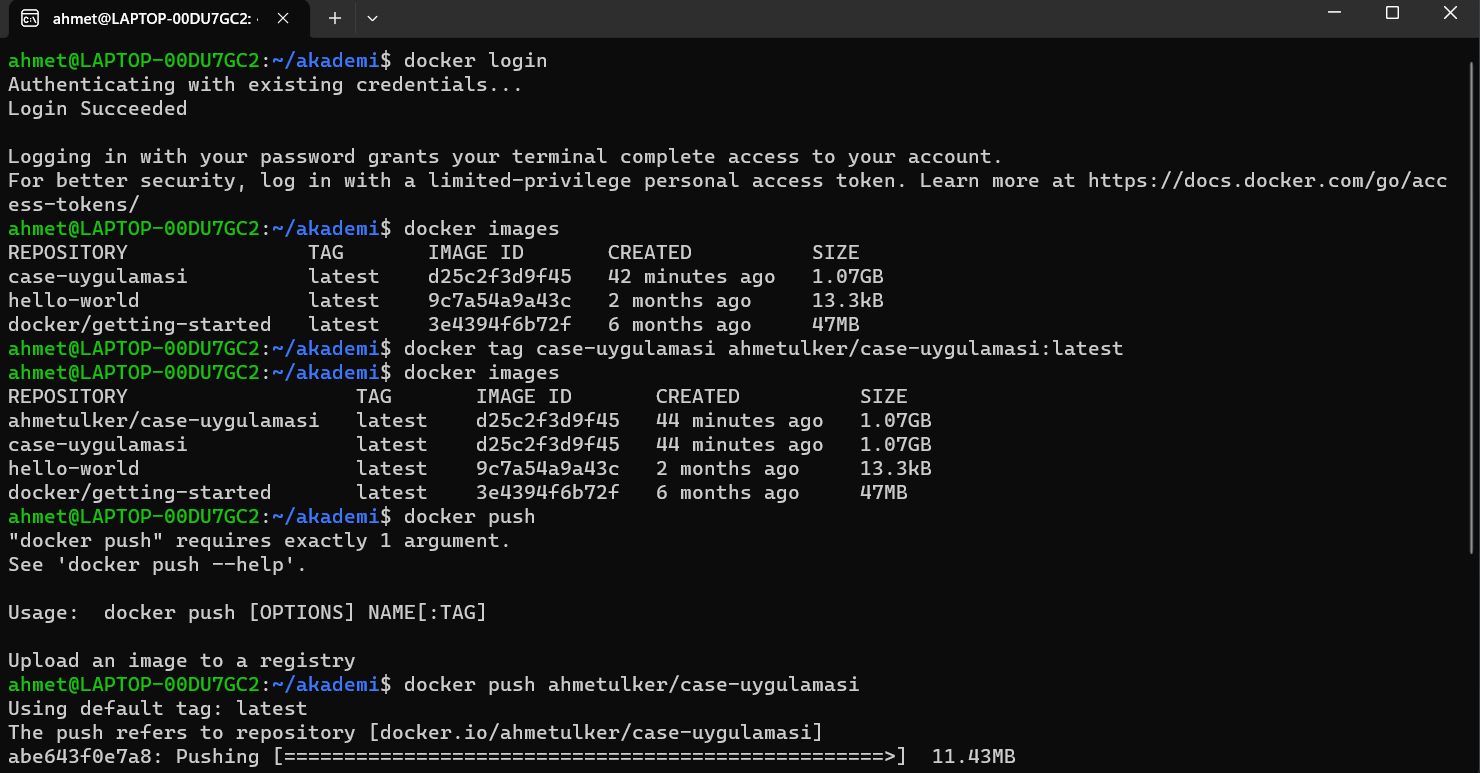 ahmet@LAPTOP-00DU7GC2: ~
ahmet@LAPTOP-00DU7GC2:~/akademi$ docker login
Authenticating with existing credentials...
Login Succeeded
Logging in with your password grants your terminal complete access to your account.
For better security, log in with a limited-privilege personal access token. Learn more at https://docs.docker.com/go/acc
ess-tokens/
ahmet@LAPTOP-00DU7GC2:~/akademi$ docker images
REPOSITORY               TAG       IMAGE ID       CREATED          SIZE
case-uygulamasi          latest    d25c2f3d9f45   42 minutes ago   1.07GB
hello-world              latest    9c7a54a9a43c   2 months ago     13.3kB
docker/getting-started   latest    3e4394f6b72f   6 months ago     47MB
ahmet@LAPTOP-00DU7GC2:~/akademi$ docker tag case-uygulamasi ahmetulker/case-uygulamasi:latest
ahmet@LAPTOP-00DU7GC2:~/akademi$ docker images
REPOSITORY                   TAG       IMAGE ID       CREATED          SIZE
ahmetulker/case-uygulamasi   latest    d25c2f3d9f45   44 minutes ago   1.07GB
case-uygulamasi              latest    d25c2f3d9f45   44 minutes ago   1.07GB
hello-world                  latest    9c7a54a9a43c   2 months ago     13.3kB
docker/getting-started       latest    3e4394f6b72f   6 months ago     47MB
ahmet@LAPTOP-00DU7GC2:~/akademi$ docker push
"docker push" requires exactly 1 argument.
See 'docker push --help'.
Usage:  docker push [OPTIONS] NAME[:TAG]
Upload an image to a registry
ahmet@LAPTOP-00DU7GC2:~/akademi$ docker push ahmetulker/case-uygulamasi
Using default tag: latest
The push refers to repository [docker.io/ahmetulker/case-uygulamasi]
abe643f0e7a8: Pushing [==================================================>]  11.43MB